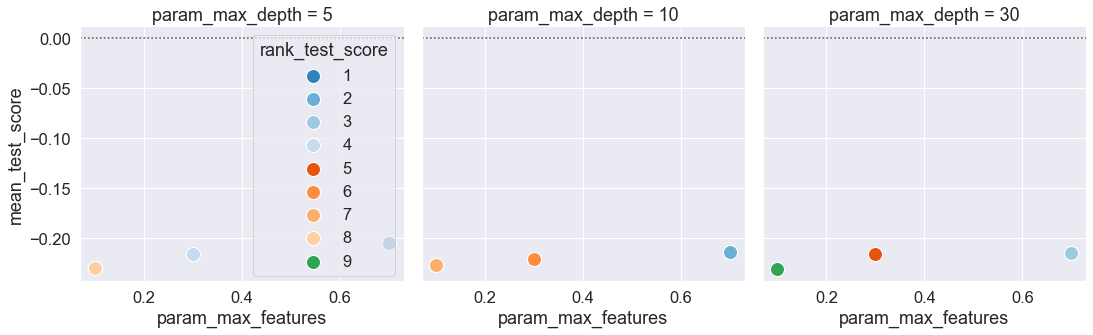 param_max_depth = 5
param_max_depth = 10
param_max_depth = 30
mean_test_score
0.00
−0.05
−0.10
−0.15
−0.20
rank_test_score
1
2
3
4
5
6
7
8
9
0.2
0.4
0.6
0.2
0.4
0.6
0.2
0.4
0.6
param_max_features
param_max_features
param_max_features